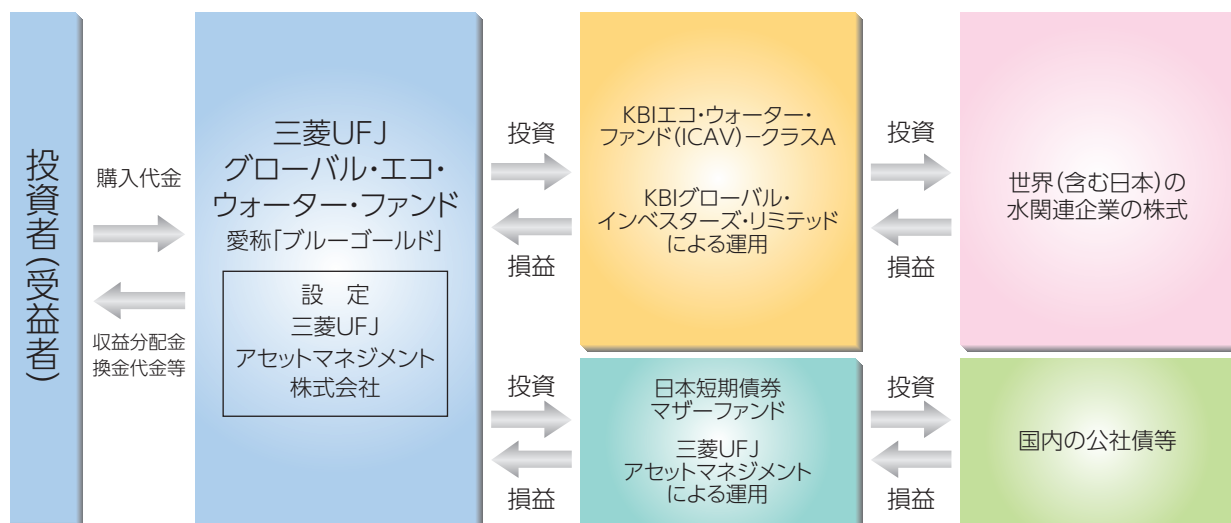 投資者(受益者)
購入代金
収益分配金
換金代金等
三菱UFJ
グローバル・エコ・
ウォーター・ファンド
愛称「ブルーゴールド」
設 定
三菱UFJ
アセットマネジメント
株式会社
投資
損益
KBIエコ・ウォーター・
ファンド(ICAV)－クラスA
KBIグローバル・
インベスターズ・リミテッド
による運用
投資
損益
世界(含む日本)の
水関連企業の株式
投資
損益
日本短期債券
マザーファンド
三菱UFJ
アセットマネジメント
による運用
投資
損益
国内の公社債等